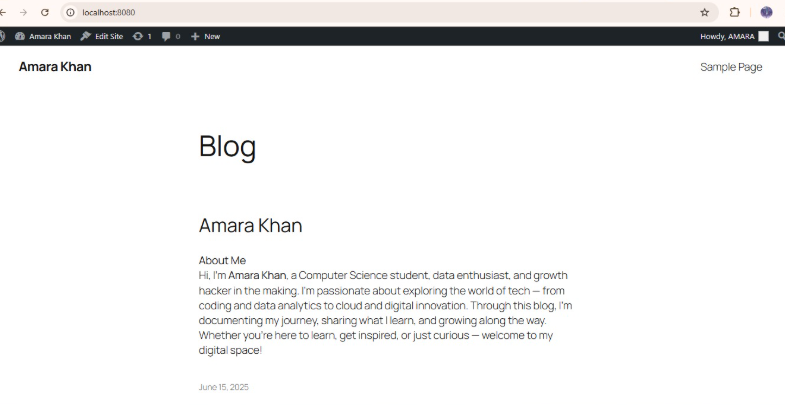 localhost:8080
Amara Khan Edit Site 1 0 New Howdy, AMARA
Amara Khan Sample Page
Blog
Amara Khan
About Me
Hi, I'm Amara Khan, a Computer Science student, data enthusiast, and growth
hacker in the making. I'm passionate about exploring the world of tech — from
coding and data analytics to cloud and digital innovation. Through this blog, I'm
documenting my journey, sharing what I learn, and growing along the way.
Whether you're here to learn, get inspired, or just curious — welcome to my
digital space!
June 15, 2025